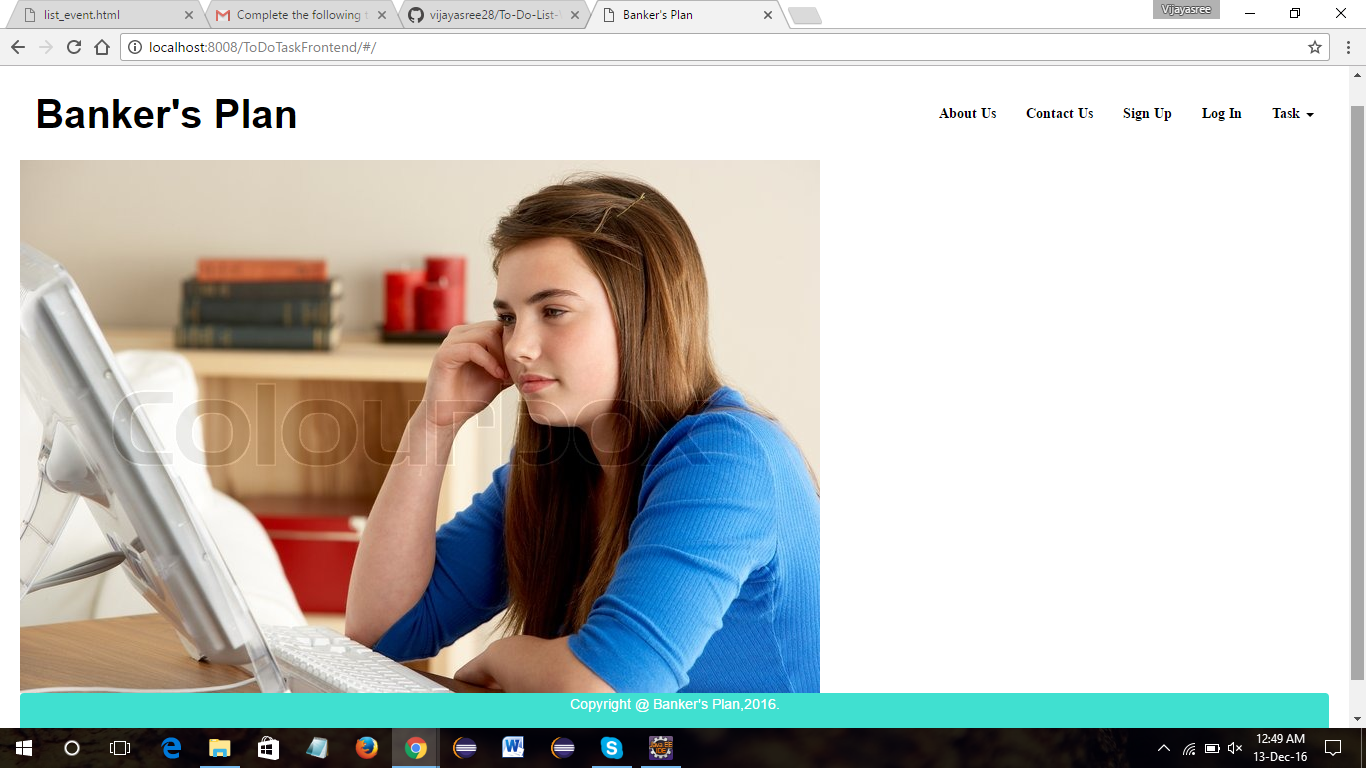 list_event.html
Complete the following t
vijayasree28/To-Do-List-
Banker's Plan
Vijayasree
localhost:8008/ToDoTaskFrontend/#/
Banker's Plan
About Us
Contact Us
Sign Up
Log In
Task
colourbox
Copyright @ Banker's Plan,2016.
12:49 AM
13-Dec-16